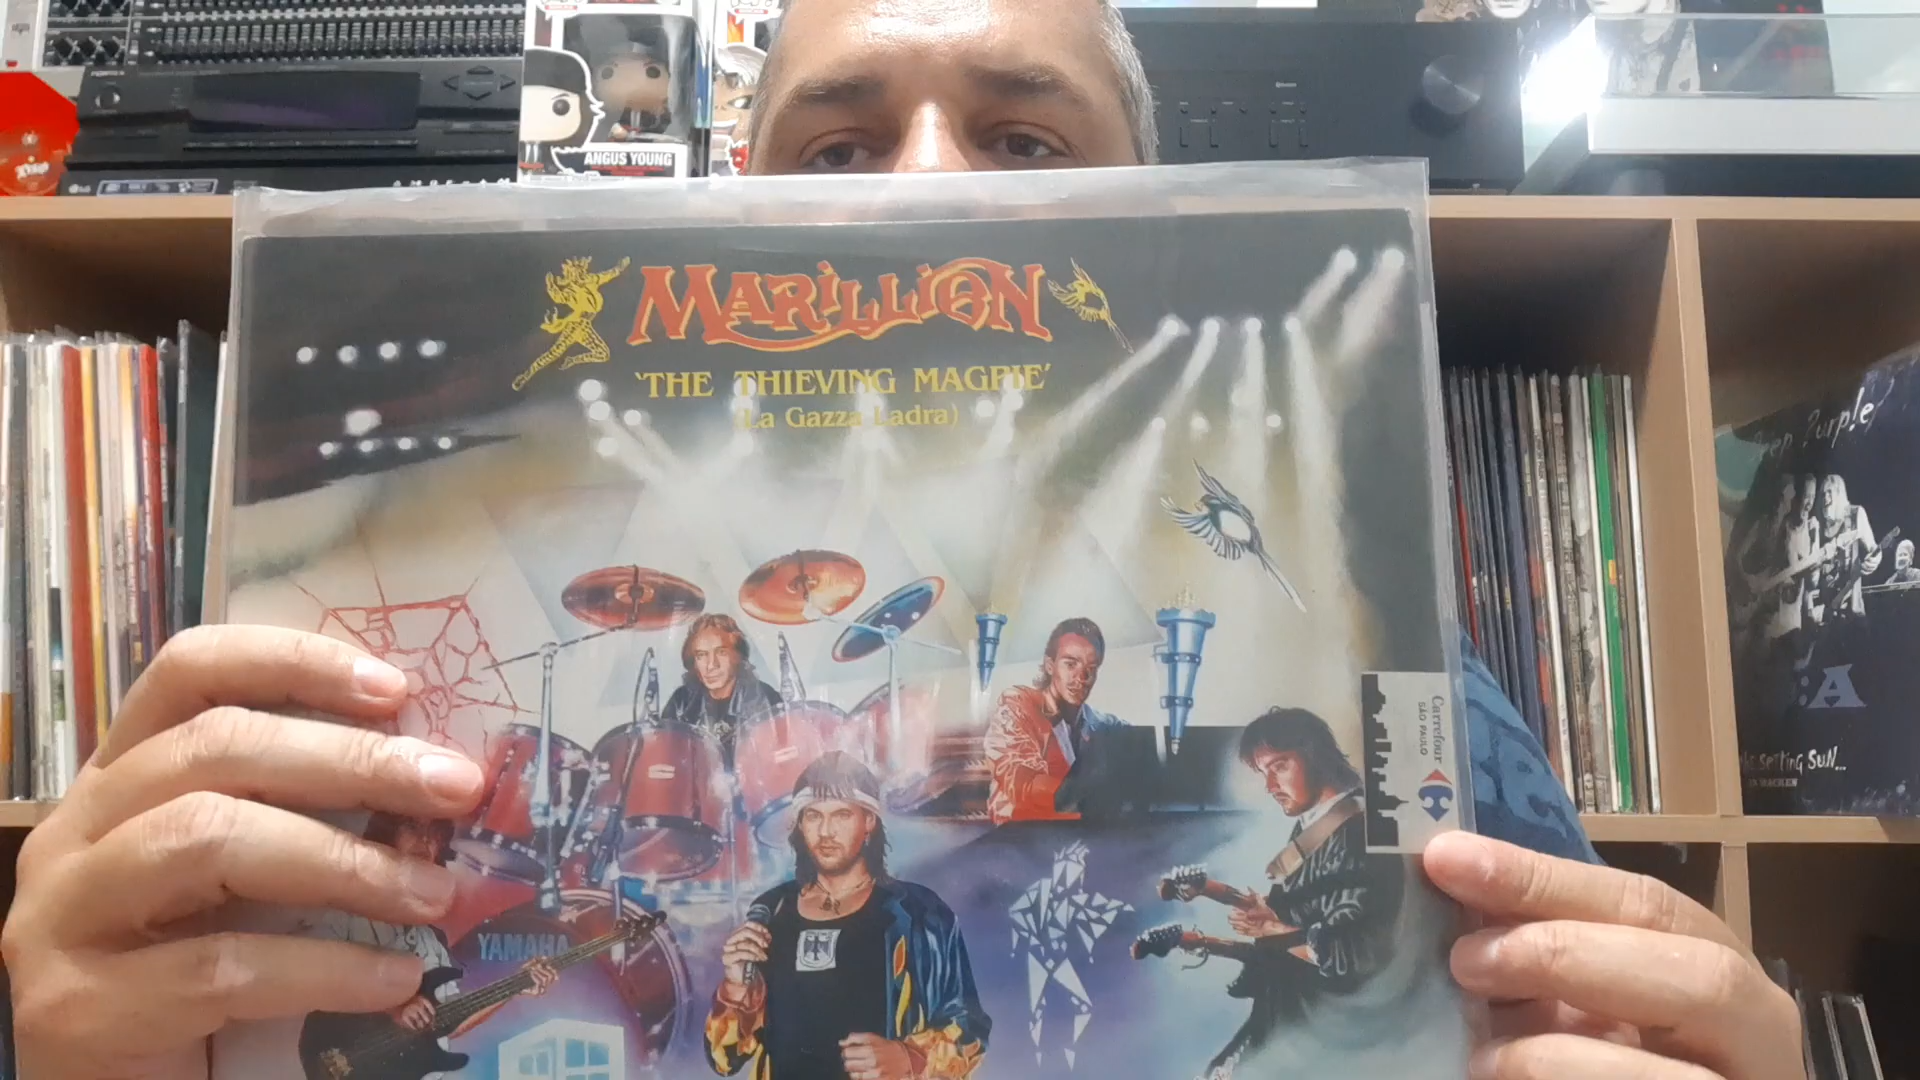 ANGUS YOUNG
MARILLION
'THE THIEVING MAGPIE'
(La Gazza Ladra)
Carrefour
SÃO PAULO
YAMAHA
Deep Purple
:A
Setting Sun...